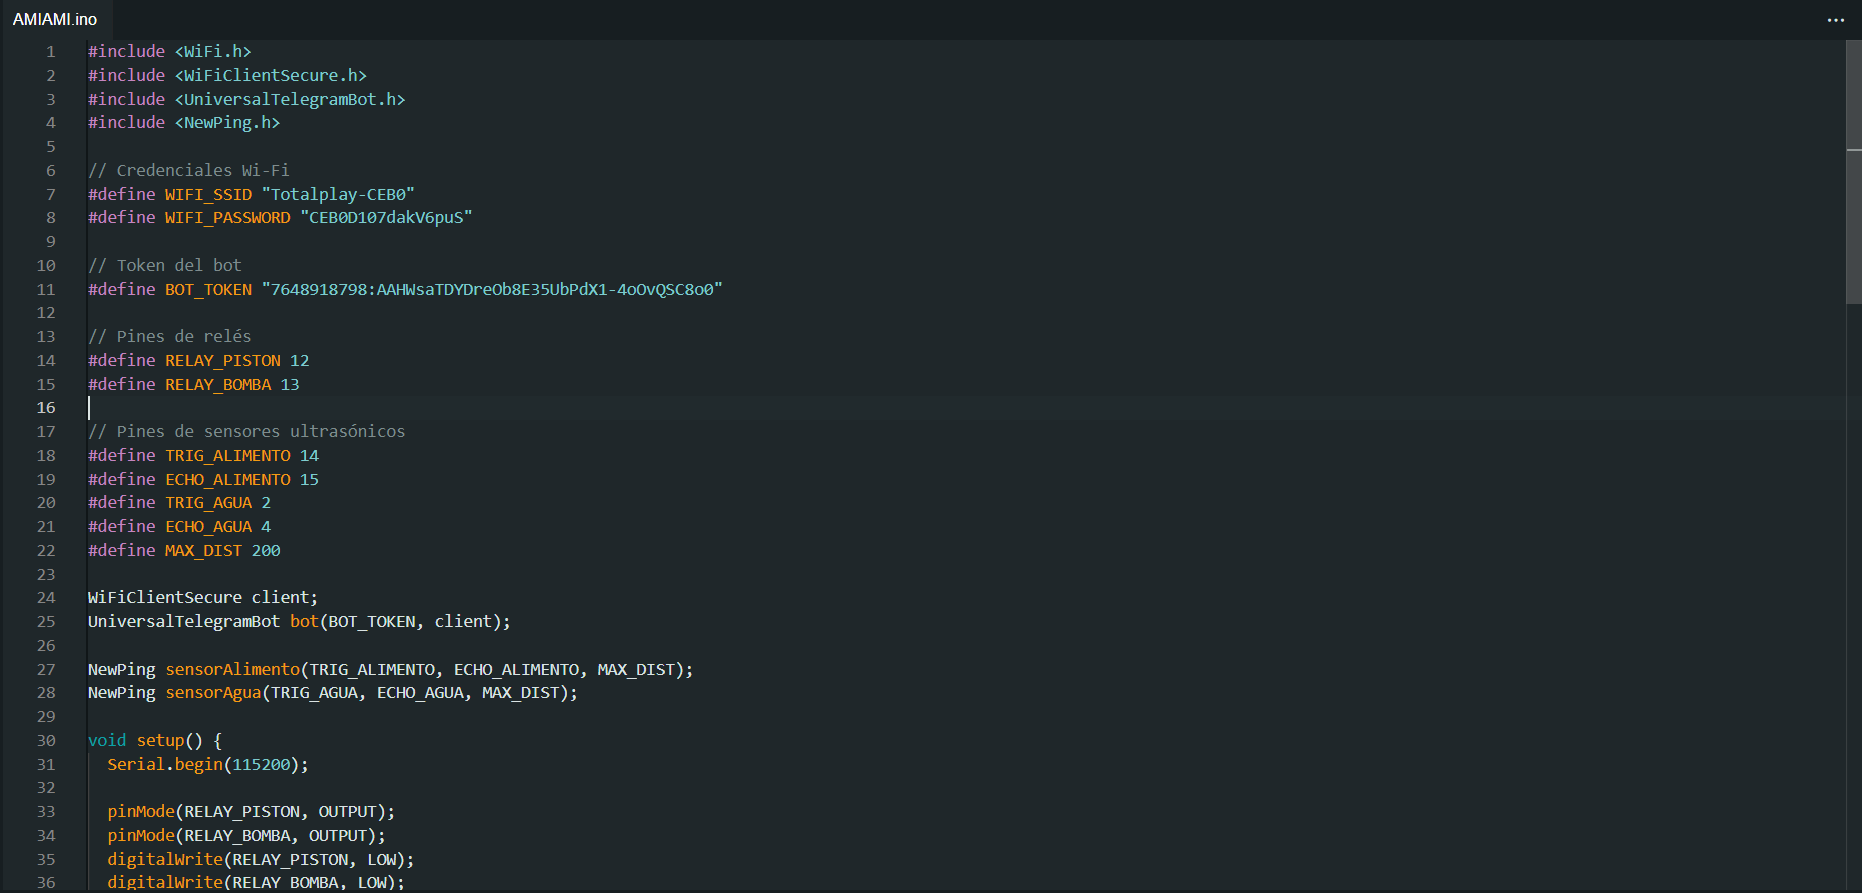 AMIAMI.ino
...
1 #include <WiFi.h>
2 #include <WiFiClientSecure.h>
3 #include <UniversalTelegramBot.h>
4 #include <NewPing.h>
5
6 // Credenciales Wi-Fi
7 #define WIFI_SSID "Totalplay-CEB0"
8 #define WIFI_PASSWORD "CEB0D107dakV6puS"
9
10 // Token del bot
11 #define BOT_TOKEN "7648918798:AAHWsaTDYDreOb8E35UbPdX1-4oOvQSC8o0"
12
13 // Pines de relés
14 #define RELAY_PISTON 12
15 #define RELAY_BOMBA 13
16
17 // Pines de sensores ultrasónicos
18 #define TRIG_ALIMENTO 14
19 #define ECHO_ALIMENTO 15
20 #define TRIG_AGUA 2
21 #define ECHO_AGUA 4
22 #define MAX_DIST 200
23
24 WiFiClientSecure client;
25 UniversalTelegramBot bot(BOT_TOKEN, client);
26
27 NewPing sensorAlimento(TRIG_ALIMENTO, ECHO_ALIMENTO, MAX_DIST);
28 NewPing sensorAgua(TRIG_AGUA, ECHO_AGUA, MAX_DIST);
29
30 void setup() {
31   Serial.begin(115200);
32
33   pinMode(RELAY_PISTON, OUTPUT);
34   pinMode(RELAY_BOMBA, OUTPUT);
35   digitalWrite(RELAY_PISTON, LOW);
36   digitalWrite(RELAY_BOMBA, LOW);